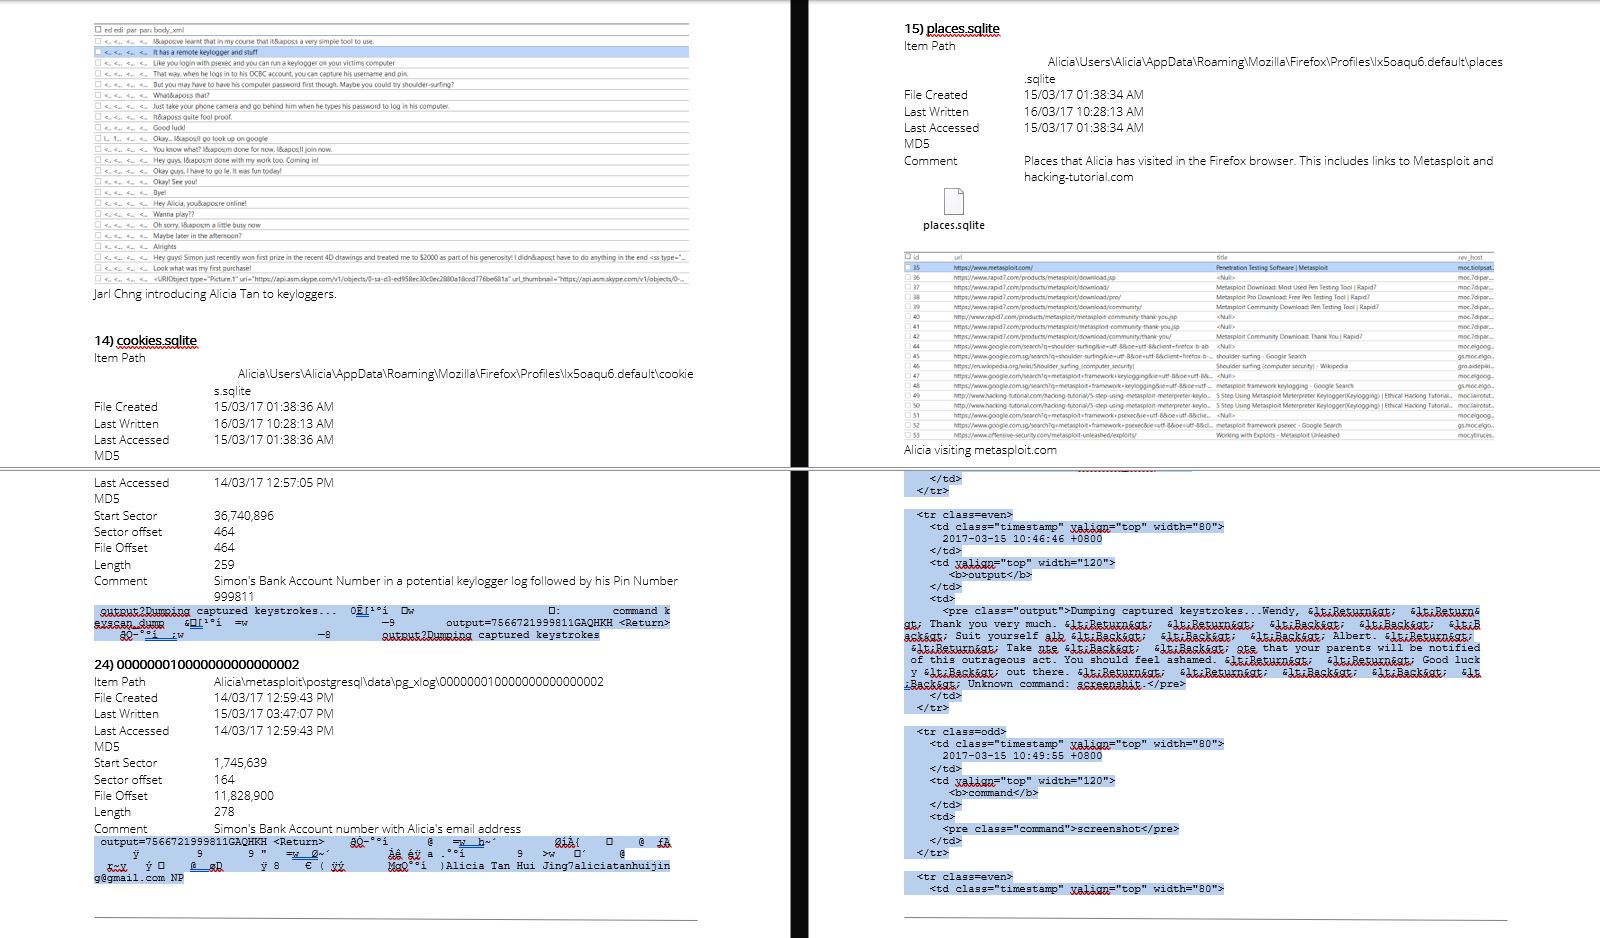 ed edi par par: body_xml
<.. <... <... <... I&apos;ve learnt that in my course that it&apos;s a very simple tool to use.
<.. <... <... <... It has a remote keylogger and stuff
<.. <... <... <... Like you login with psexec and you can run a keylogger on your victims computer
<.. <... <... <... That way, when he logs in to his OCBC account, you can capture his username and pin.
<.. <... <... <... But you may have to have his computer password first though. Maybe you could try shoulder-surfing?
<.. <... <... <... What&apos;s that?
<.. <... <... <... Just take your phone camera and go behind him when he types his password to log in his computer.
<.. <... <... <... It&apos;s quite fool proof.
<.. <... <... <... Good luck!
L. 1... <... <... Okay... I&apos;ll go look up on google
<.. <... <... <... You know what? I&apos;m done for now. I&apos;ll join now.
<.. <... <... <... Hey guys, I&apos;m done with my work too. Coming in!
<.. <... <... <... Okay guys, I have to go le. It was fun today!
<.. <... <... <... Okay! See you!
<.. <... <... <... Bye!
<.. <... <... <... Hey Alicia, you&apos;re online!
<.. <... <... <... Wanna play??
<.. <... <... <... Oh sorry, I&apos;m a little busy now
<.. <... <... <... Maybe later in the afternoon?
<.. <... <... <... Alrights
<.. <... <... <... Hey guys! Simon just recently won first prize in the recent 4D drawings and treated me to $2000 as part of his generosity! I didn&apos;t have to do anything in the end <ss type="...
<.. <... <... <... Look what was my first purchase!
<.. <... <... <... <URIObject type="Picture.1" uri="https://api.asm.skype.com/v1/objects/0-sa-d3-ed958ec30c0ec2880a18ccd776be681a" url_thumbnail="https://api.asm.skype.com/v1/objects/0-...
Jarl Chng introducing Alicia Tan to keyloggers.
14) cookies.sqlite
Item Path
Alicia\Users\Alicia\AppData\Roaming\Mozilla\Firefox\Profiles\lx5oaqu6.default\cookie
s.sqlite
File Created 15/03/17 01:38:36 AM
Last Written 16/03/17 10:28:13 AM
Last Accessed 15/03/17 01:38:36 AM
MD5
15) places.sqlite
Item Path
Alicia\Users\Alicia\AppData\Roaming\Mozilla\Firefox\Profiles\lx5oaqu6.default\places
.sqlite
File Created 15/03/17 01:38:34 AM
Last Written 16/03/17 10:28:13 AM
Last Accessed 15/03/17 01:38:34 AM
MD5
Comment Places that Alicia has visited in the Firefox browser. This includes links to Metasploit and
hacking-tutorial.com
places.sqlite
id url title rev_host
35 https://www.metasploit.com/ Penetration Testing Software | Metasploit moc.tiolpsat...
36 https://www.rapid7.com/products/metasploit/download.jsp <Null> moc.7dipar...
37 https://www.rapid7.com/products/metasploit/download/ Metasploit Download: Most Used Pen Testing Tool | Rapid7 moc.7dipar...
38 https://www.rapid7.com/products/metasploit/download/pro/ Metasploit Pro Download: Free Pen Testing Tool | Rapid7 moc.7dipar...
39 http://www.rapid7.com/products/metasploit/download/community/ Metasploit Community Download: Pen Testing Tool | Rapid7 moc.7dipar...
40 http://www.rapid7.com/products/metasploit/metasploit-community-thank-you.jsp <Null> moc.7dipar...
41 https://www.rapid7.com/products/metasploit/metasploit-community-thank-you.jsp <Null> moc.7dipar...
42 https://www.rapid7.com/products/metasploit/download/community/thank-you/ Metasploit Community Download: Thank You | Rapid7 moc.7dipar...
44 https://www.google.com/search?q=shoulder-surfing&ie=utf-8&oe=utf-8&client=firefox-b-ab <Null> moc.elgoog...
45 https://www.google.com.sg/search?q=shoulder-surfing&ie=utf-8&oe=utf-8&client=firefox-b-... shoulder-surfing - Google Search gs.moc.elgo...
46 https://en.wikipedia.org/wiki/Shoulder_surfing_(computer_security) Shoulder surfing (computer security) - Wikipedia gro.aidepiki...
47 https://www.google.com/search?q=metasploit+framework+keylogging&ie=utf-8&oe=utf-8... <Null> moc.elgoog...
48 https://www.google.com.sg/search?q=metasploit+framework+keylogging&ie=utf-8&oe=utf-... metasploit framework keylogging - Google Search gs.moc.elgo...
49 http://www.hacking-tutorial.com/hacking-tutorial/5-step-using-metasploit-meterpreter-keylo... 5 Step Using Metasploit Meterpreter Keylogger(Keylogging) | Ethical Hacking Tutorial... moc.lairotut...
50 https://www.hacking-tutorial.com/hacking-tutorial/5-step-using-metasploit-meterpreter-keylo... 5 Step Using Metasploit Meterpreter Keylogger(Keylogging) | Ethical Hacking Tutorial... moc.lairotut...
51 https://www.google.com/search?q=metasploit+framework+psexec&ie=utf-8&oe=utf-8&clie... <Null> moc.elgoog...
52 https://www.google.com.sg/search?q=metasploit+framework+psexec&ie=utf-8&oe=utf-8&cl... metasploit framework psexec - Google Search gs.moc.elgo...
53 https://www.offensive-security.com/metasploit-unleashed/exploits/ Working with Exploits - Metasploit Unleashed moc.ytiruces...
Alicia visiting metasploit.com
Last Accessed 14/03/17 12:57:05 PM
MD5
Start Sector 36,740,896
Sector offset 464
File Offset 464
Length 259
Comment Simon's Bank Account Number in a potential keylogger log followed by his Pin Number
999811
output?Dumping captured keystrokes... command k
eyscan_dump =w —9 output=7566721999811GAQHKH <Return>
;w —8 output?Dumping captured keystrokes
24) 000000010000000000000002
Item Path Alicia\metasploit\postgresql\data\pg_xlog\000000010000000000000002
File Created 14/03/17 12:59:43 PM
Last Written 15/03/17 03:47:07 PM
Last Accessed 14/03/17 12:59:43 PM
MD5
Start Sector 1,745,639
Sector offset 164
File Offset 11,828,900
Length 278
Comment Simon's Bank Account number with Alicia's email address
output=7566721999811GAQHKH <Return>
)Alicia Tan Hui Jing7aliciatanhuijin
g@gmail.com NP
</td>
</tr>
<tr class=even>
<td class="timestamp" valign="top" width="80">
2017-03-15 10:46:46 +0800
</td>
<td valign="top" width="120">
<b>output</b>
</td>
<td>
<pre class="output">Dumping captured keystrokes...Wendy, &lt;Return&gt; &lt;Return&
gt; Thank you very much. &lt;Return&gt; &lt;Return&gt; &lt;Back&gt; &lt;Back&gt; &lt;B
ack&gt; Suit yourself alb &lt;Back&gt; &lt;Back&gt; &lt;Back&gt; Albert. &lt;Return&gt;
&lt;Return&gt; Take nte &lt;Back&gt; &lt;Back&gt; ote that your parents will be notified
of this outrageous act. You should feel ashamed. &lt;Return&gt; &lt;Return&gt; Good luck
y &lt;Back&gt; out there. &lt;Return&gt; &lt;Return&gt; &lt;Back&gt; &lt;Back&gt; &lt
;Back&gt; Unknown command: screenshit.</pre>
</td>
</tr>
<tr class=odd>
<td class="timestamp" valign="top" width="80">
2017-03-15 10:49:55 +0800
</td>
<td valign="top" width="120">
<b>command</b>
</td>
<td>
<pre class="command">screenshot</pre>
</td>
</tr>
<tr class=even>
<td class="timestamp" valign="top" width="80">